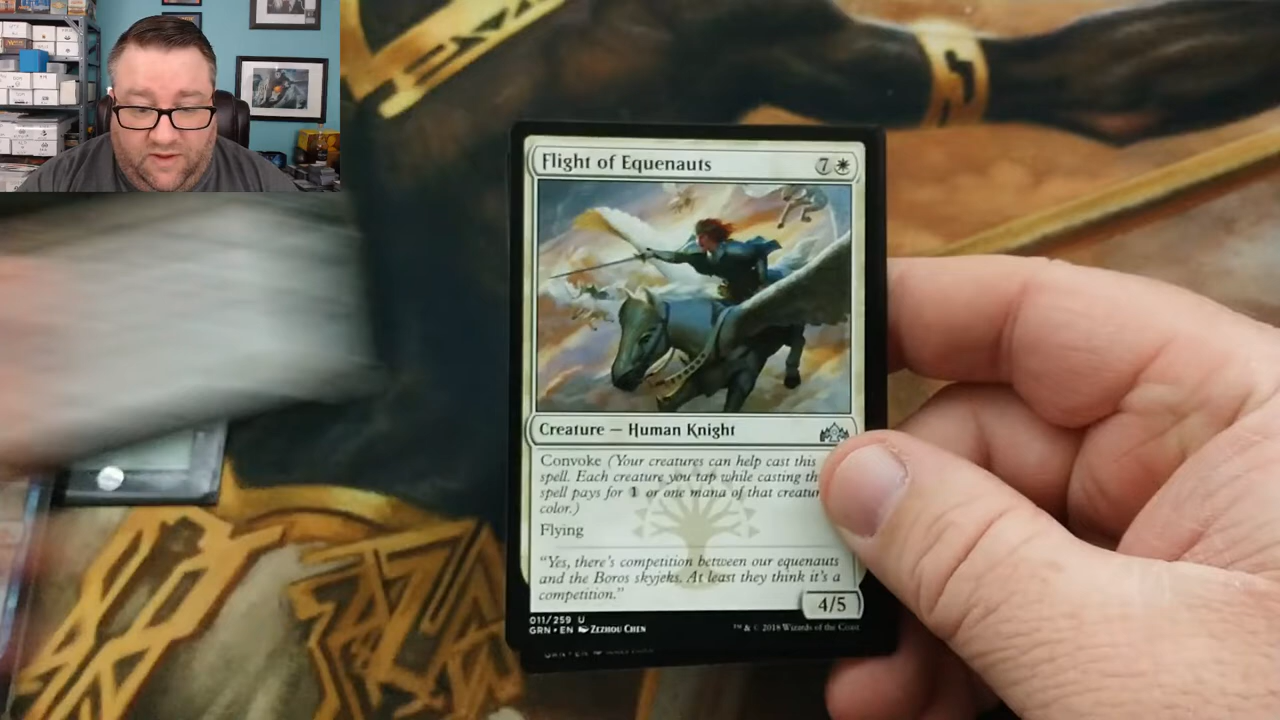 Flight of Equenauts 7
Creature — Human Knight
Convoke (Your creatures can help cast this
spell. Each creature you tap while casting th
spell pays for 1 or one mana of that creatur
color.)
Flying
"Yes, there's competition between our equenauts
and the Boros skyjeks. At least they think it's a
competition."
4/5
011/259 U
GRN • EN Zezhou Chen
™ & © 2018 Wizards of the Coast
GRN • EN